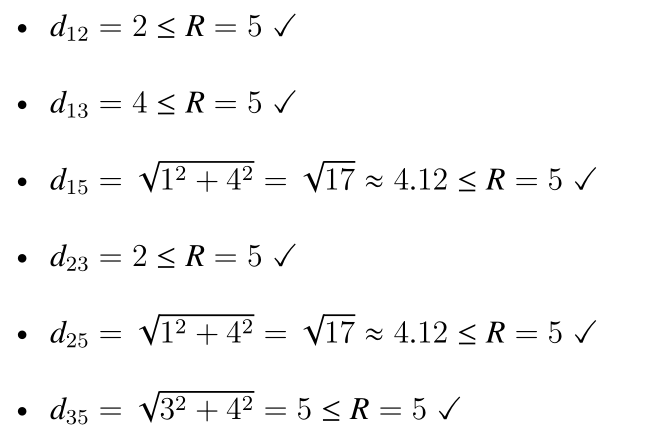 • d₁₂ = 2 ≤ R = 5 ✓
• d₁₃ = 4 ≤ R = 5 ✓
• d₁₅ = √(1² + 4²) = √17 ≈ 4.12 ≤ R = 5 ✓
• d₂₃ = 2 ≤ R = 5 ✓
• d₂₅ = √(1² + 4²) = √17 ≈ 4.12 ≤ R = 5 ✓
• d₃₅ = √(3² + 4²) = 5 ≤ R = 5 ✓